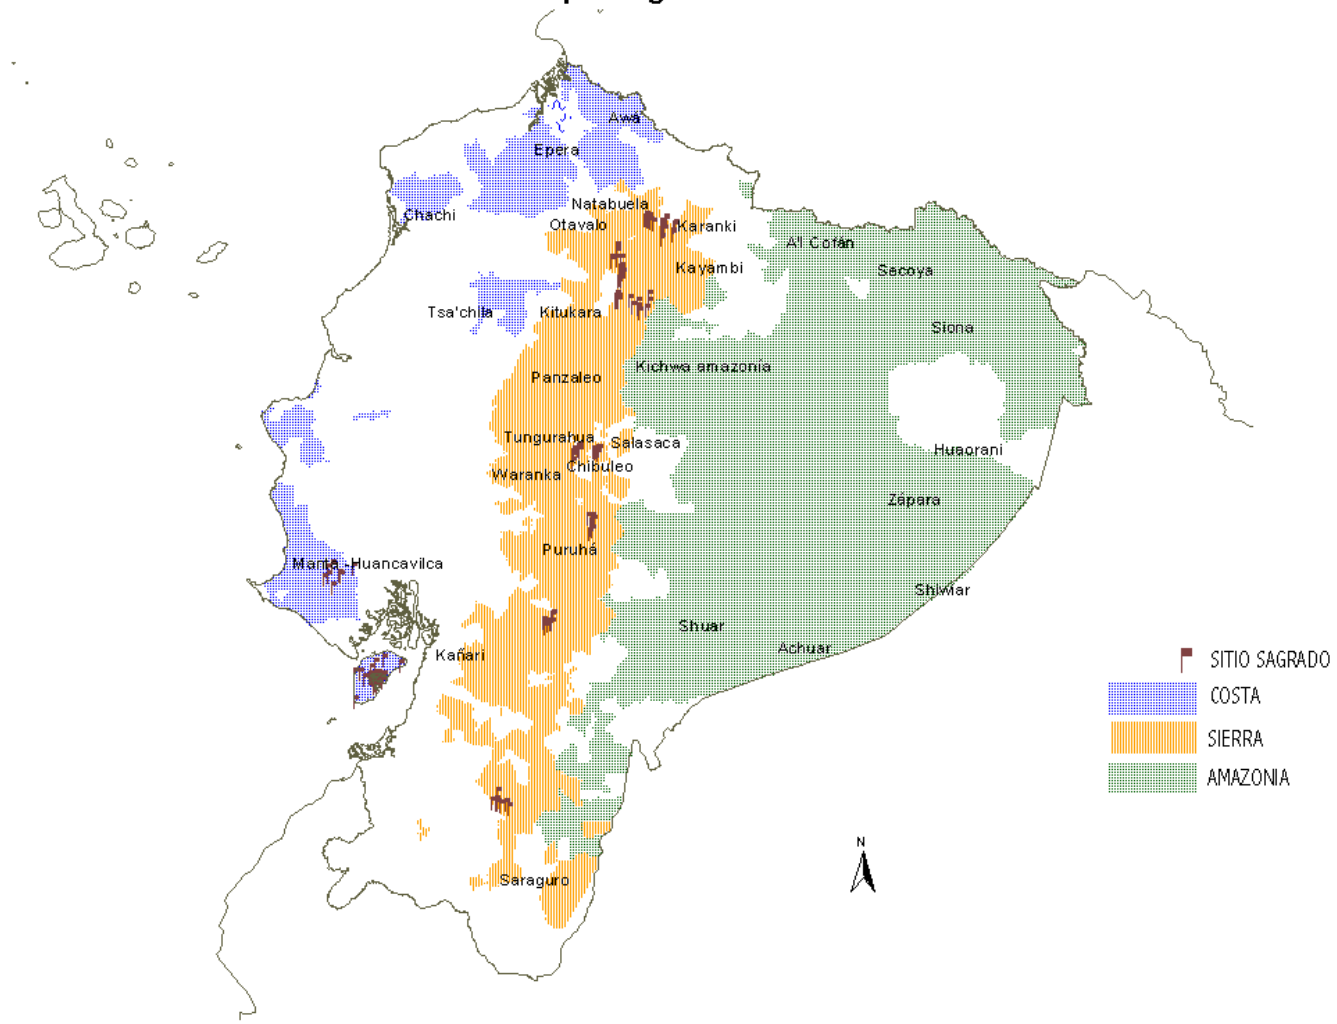 Awa
Epera
Chachi
Natabuela
Otavalo
Karanki
Kayambi
A'I Cofán
Secoya
Tsa'chila
Kitukara
Siona
Kichwa amazonía
Panzaleo
Tungurahua
Salasaca
Chibuleo
Waranka
Huaorani
Zápara
Puruhá
Manta-Huancavilca
Shiwiar
Shuar
Achuar
Kañari
Saraguro
SITIO SAGRADO
COSTA
SIERRA
AMAZONIA
N